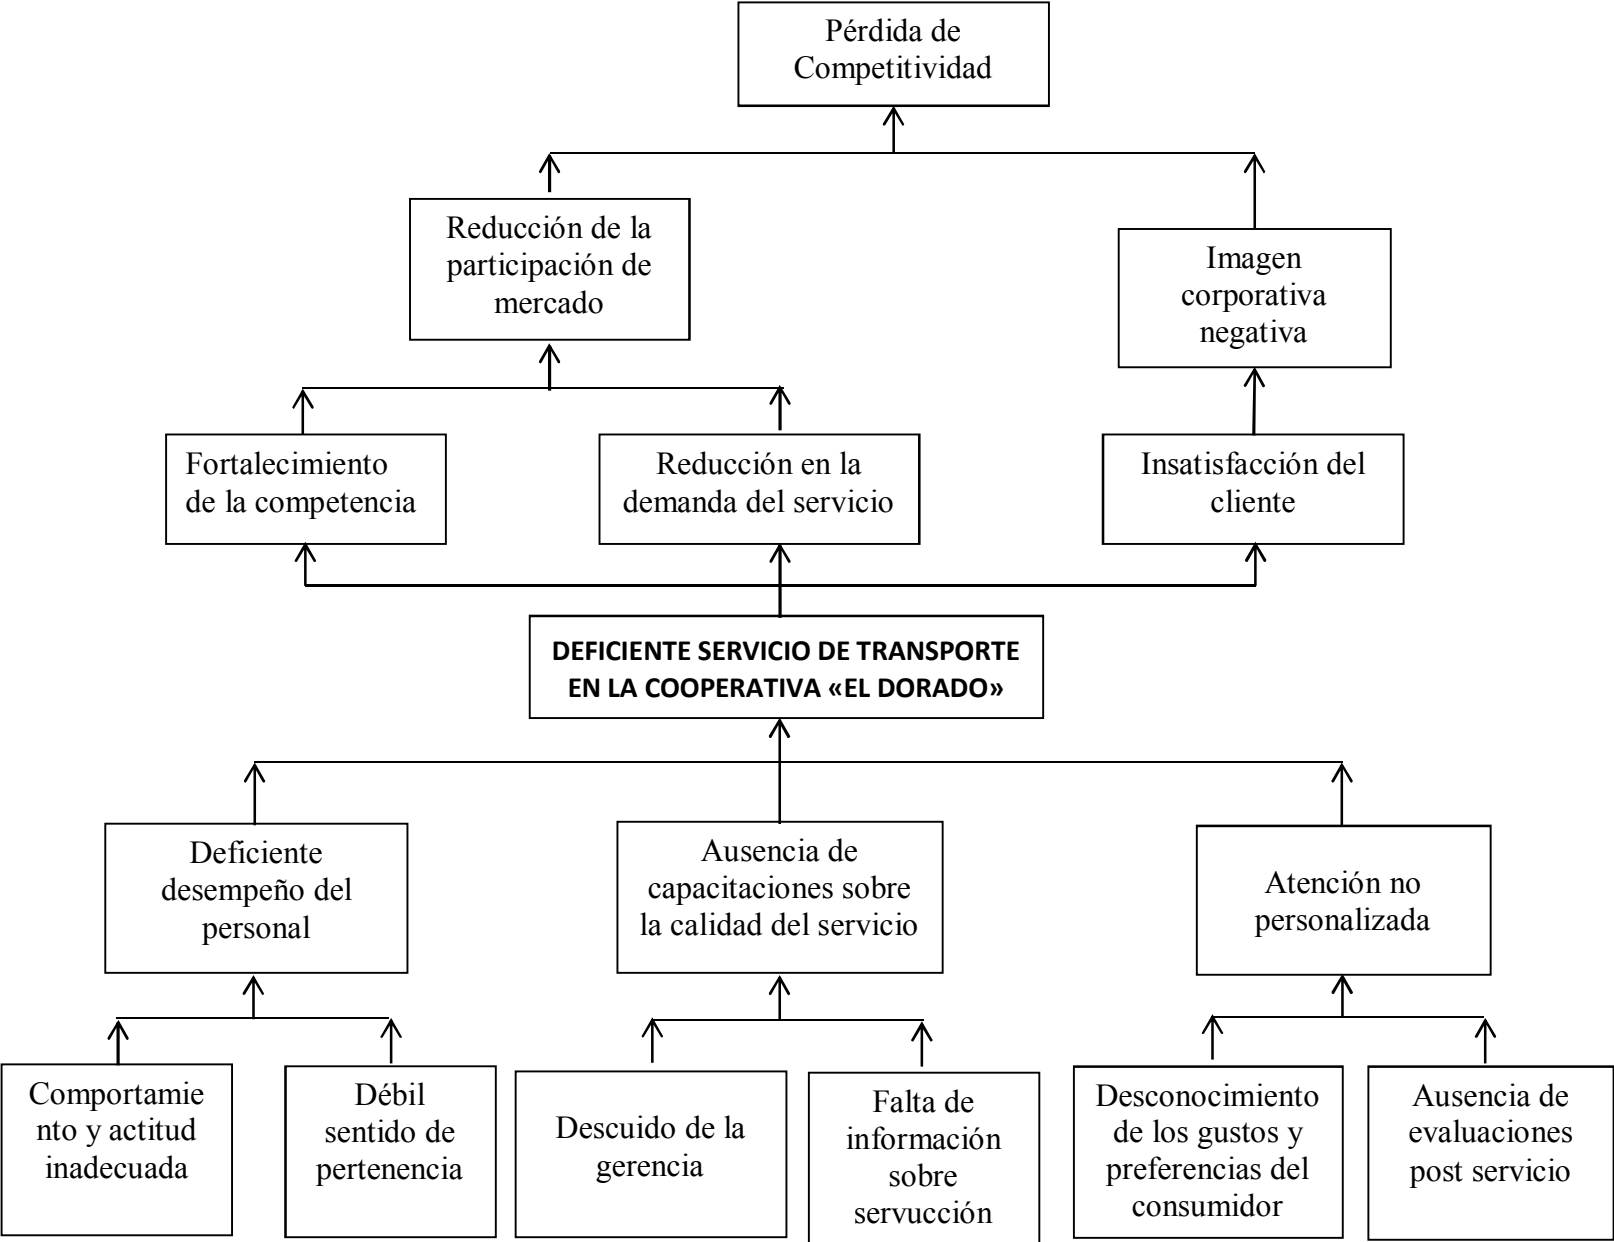 Pérdida de
Competitividad
Reducción de la
participación de
mercado
Imagen
corporativa
negativa
Fortalecimiento
de la competencia
Reducción en la
demanda del servicio
Insatisfacción del
cliente
DEFICIENTE SERVICIO DE TRANSPORTE
EN LA COOPERATIVA «EL DORADO»
Deficiente
desempeño del
personal
Ausencia de
capacitaciones sobre
la calidad del servicio
Atención no
personalizada
Comportamie
nto y actitud
inadecuada
Débil
sentido de
pertenencia
Descuido de la
gerencia
Falta de
información
sobre
servucción
Desconocimiento
de los gustos y
preferencias del
consumidor
Ausencia de
evaluaciones
post servicio